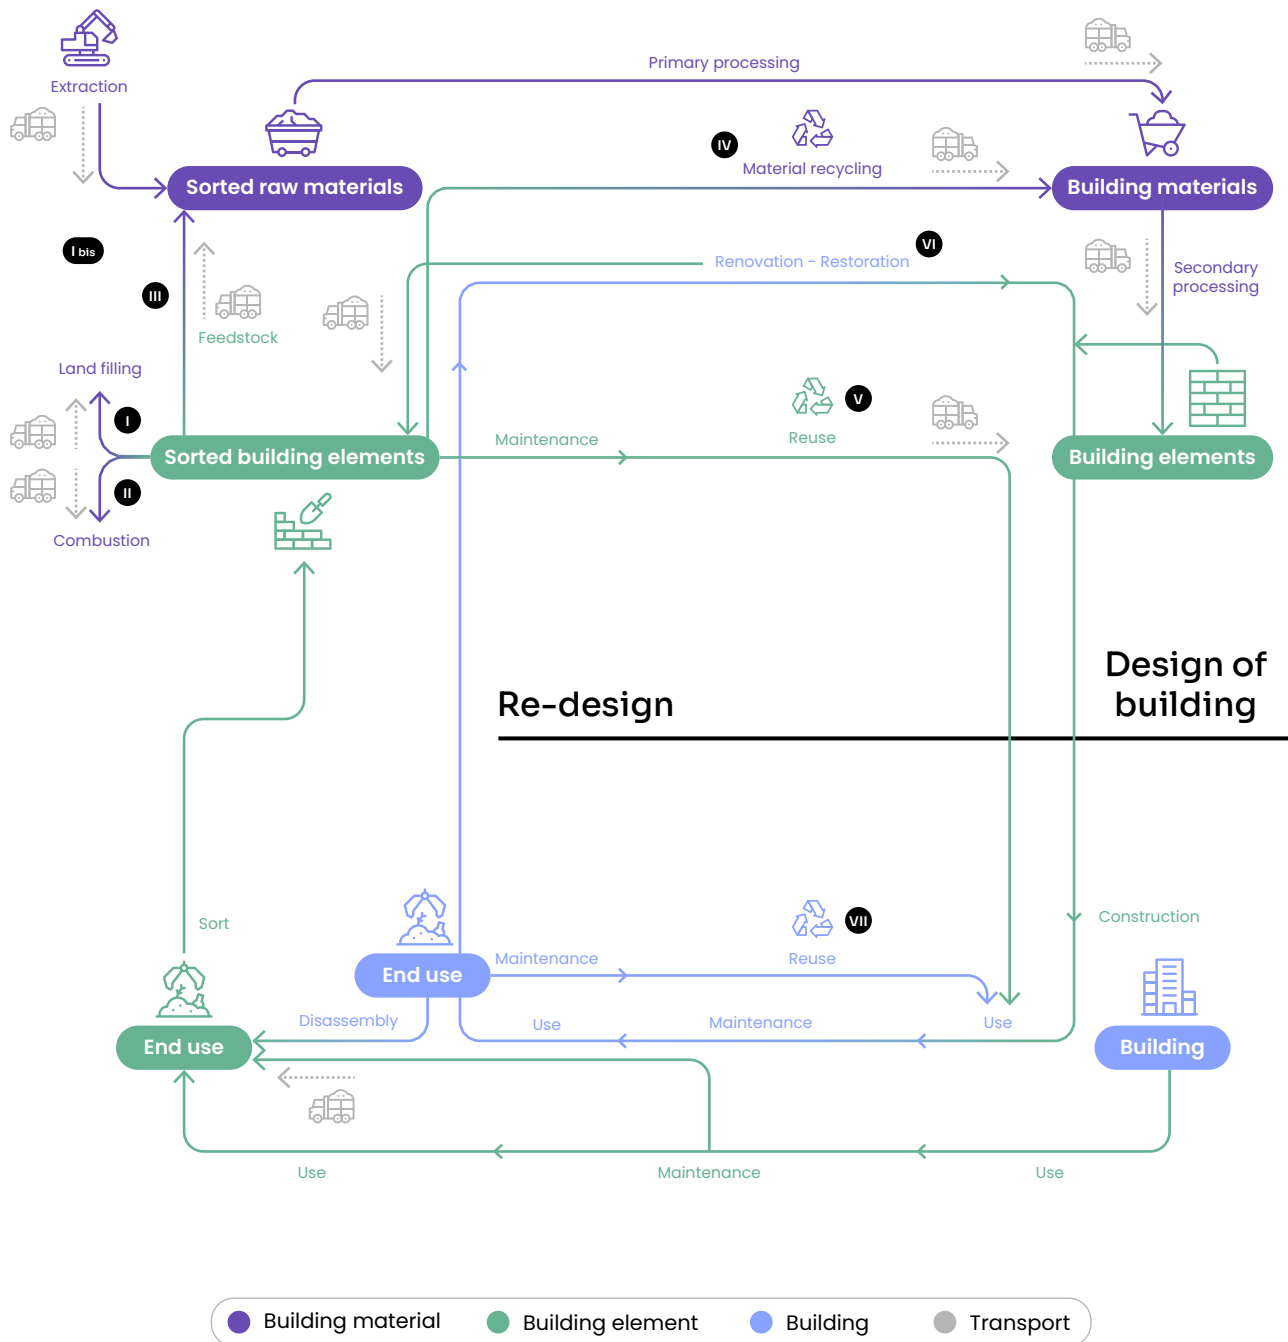 Extraction
Primary processing
IV
Material recycling
Sorted raw materials
Building materials
I bis
VI
Renovation - Restoration
Secondary
processing
III
Feedstock
Land filling
I
V
Maintenance
Reuse
Sorted building elements
Building elements
II
Combustion
Design of
building
Re-design
Sort
VII
Construction
Maintenance
Reuse
End use
Disassembly
Use
Maintenance
Use
End use
Building
Use
Maintenance
Use
Building material
Building element
Building
Transport